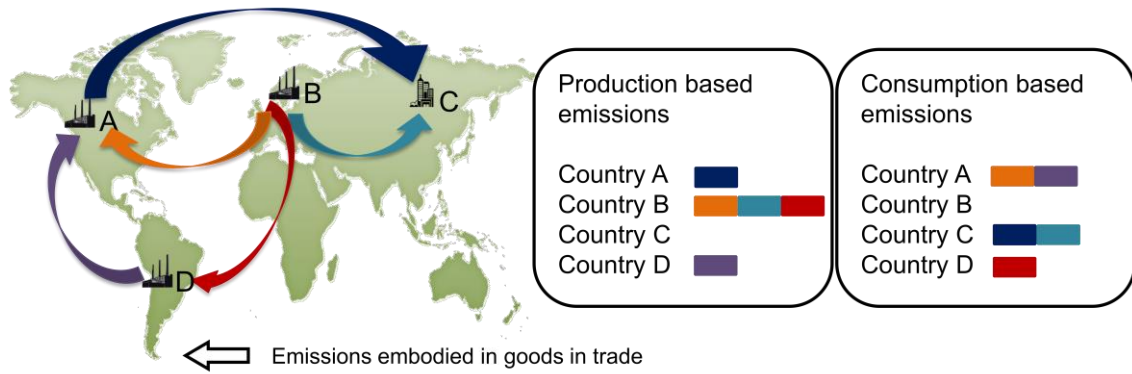 A
B
C
D
Emissions embodied in goods in trade
Production based
emissions
Country A
Country B
Country C
Country D
Consumption based
emissions
Country A
Country B
Country C
Country D